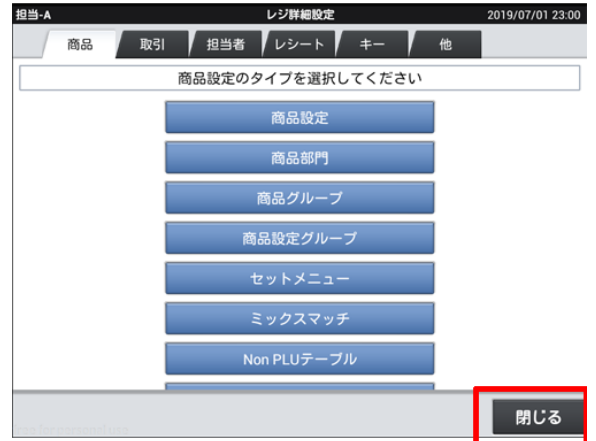 担当-A レジ詳細設定 2019/07/01 23:00
商品 取引 担当者 レシート キー 他
商品設定のタイプを選択してください
商品設定
商品部門
商品グループ
商品設定グループ
セットメニュー
ミックスマッチ
Non PLUテーブル
閉じる